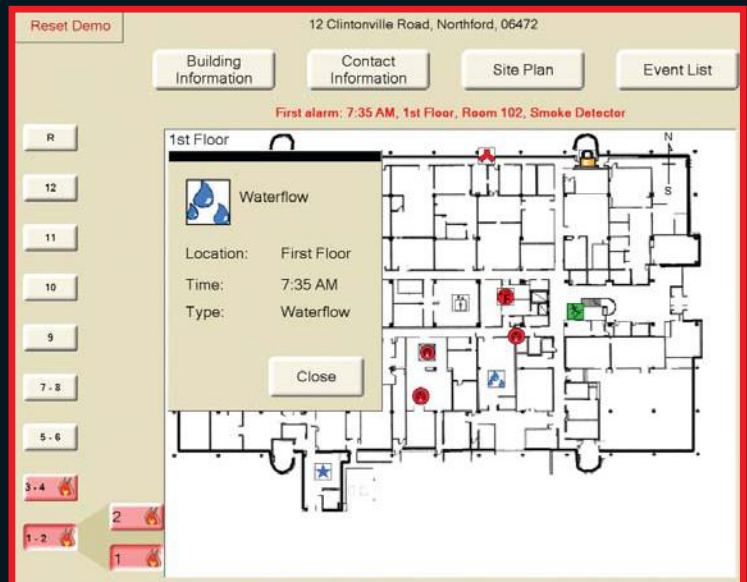 Reset Demo
12 Clintonville Road, Northford, 06472
Building
Information
Contact
Information
Site Plan
Event List
First alarm: 7:35 AM, 1st Floor, Room 102, Smoke Detector
R
12
11
10
9
7 - 8
5 - 6
3 - 4
1 - 2
2
1
1st Floor
Waterflow
Location: First Floor
Time: 7:35 AM
Type: Waterflow
Close
N
S